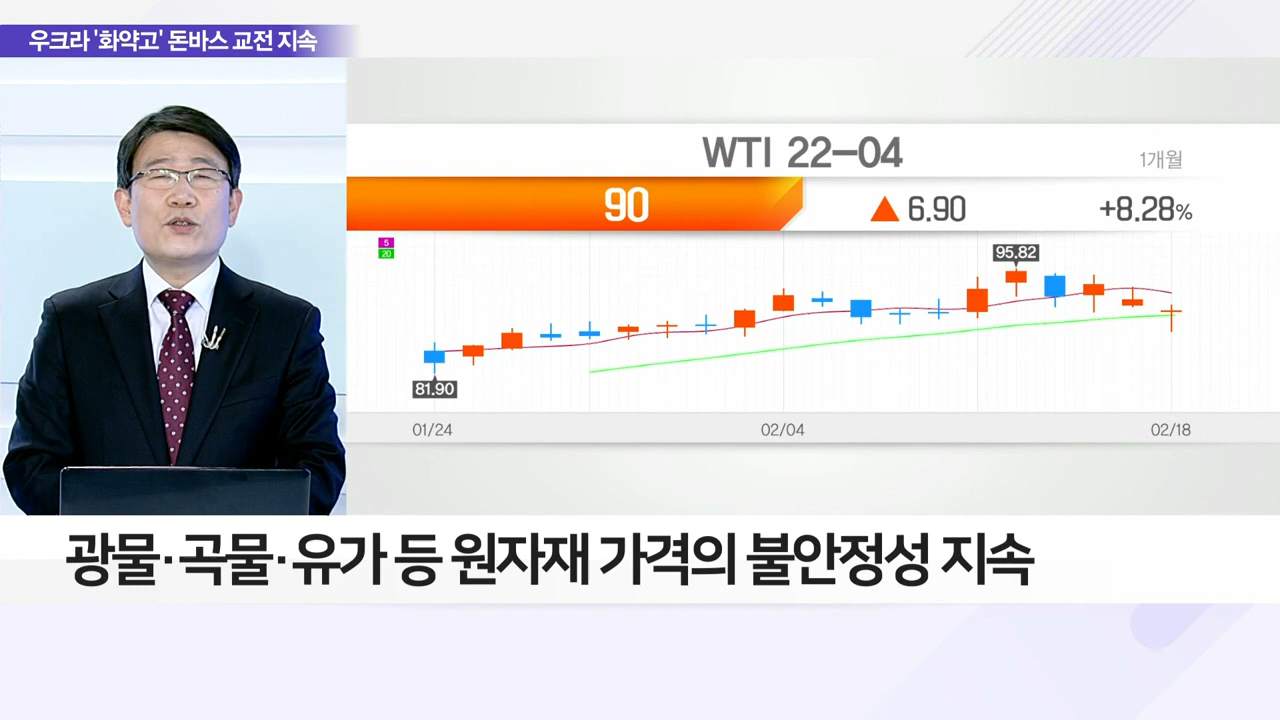 우크라 '화약고' 돈바스 교전 지속
WTI 22-04
1개월
90
▲ 6.90
+8.28%
5
20
95.82
81.90
01/24
02/04
02/18
광물·곡물·유가 등 원자재 가격의 불안정성 지속